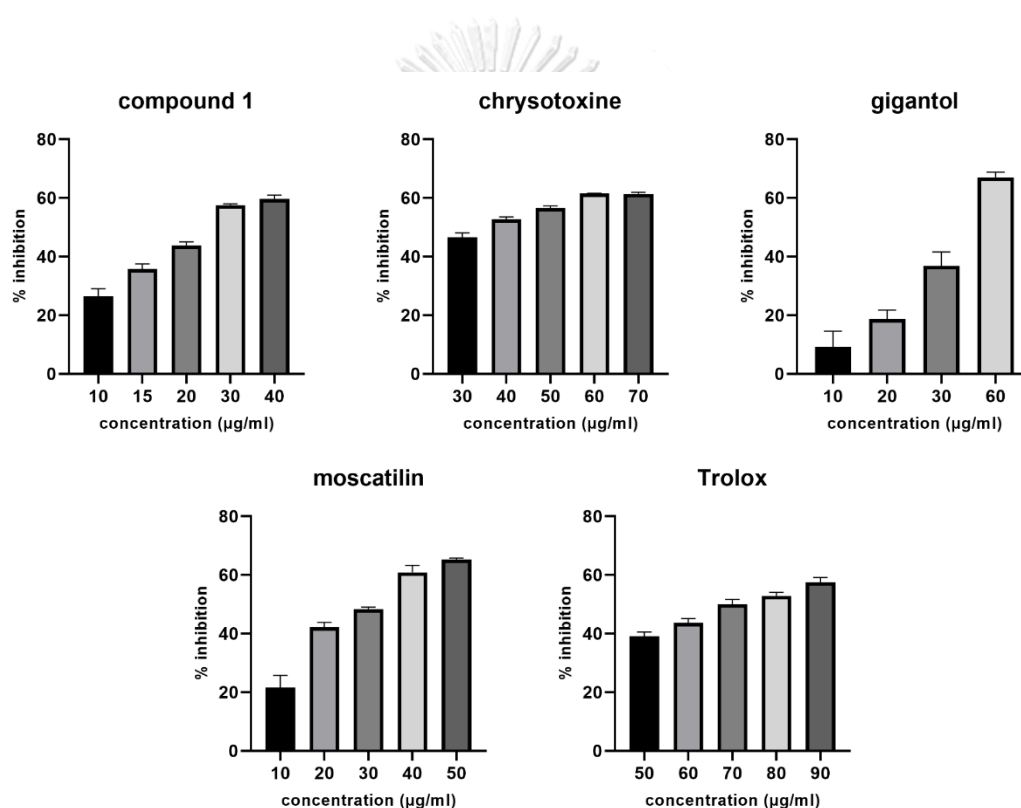 compound 1
% inhibition
80
60
40
20
0
10 15 20 30 40
concentration (µg/ml)
chrysotoxine
% inhibition
80
60
40
20
0
30 40 50 60 70
concentration (µg/ml)
gigantol
% inhibition
80
60
40
20
0
10 20 30 60
concentration (µg/ml)
moscatilin
% inhibition
80
60
40
20
0
10 20 30 40 50
concentration (µg/ml)
Trolox
% inhibition
80
60
40
20
0
50 60 70 80 90
concentration (µg/ml)